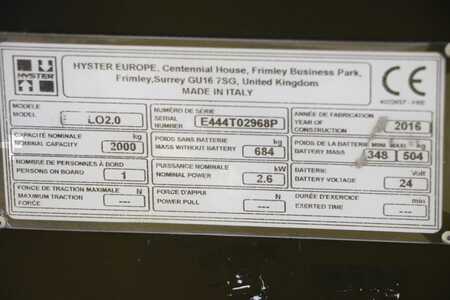 HYSTER
HYSTER EUROPE, Centennial House, Frimley Business Park,
Frimley, Surrey GU16 7SG, United Kingdom
MADE IN ITALY
CE
MODELE
MODEL
LO2.0
NUMÉRO DE SÉRIE
SERIAL NUMBER
E444T02968P
ANNÉE DE FABRICATION
YEAR OF CONSTRUCTION
2016
CAPACITÉ NOMINALE kg
NOMINAL CAPACITY
2000
POIDS SANS BATTERIE kg
MASS WITHOUT BATTERY
684
POIDS DE LA BATTERIE MINI MAXI kg
BATTERY MASS
348 504
NOMBRE DE PERSONNES À BORD
PERSONS ON BOARD
1
PUISSANCE NOMINALE kW
NOMINAL POWER
2.6
BATTERIE Volt
BATTERY VOLTAGE
24
FORCE DE TRACTION MAXIMALE N
MAXIMUM TRACTION FORCE
---
FORCE D'APPUI N
POWER PULL
---
DURÉE D'EXERCICE min
EXERTED TIME
---